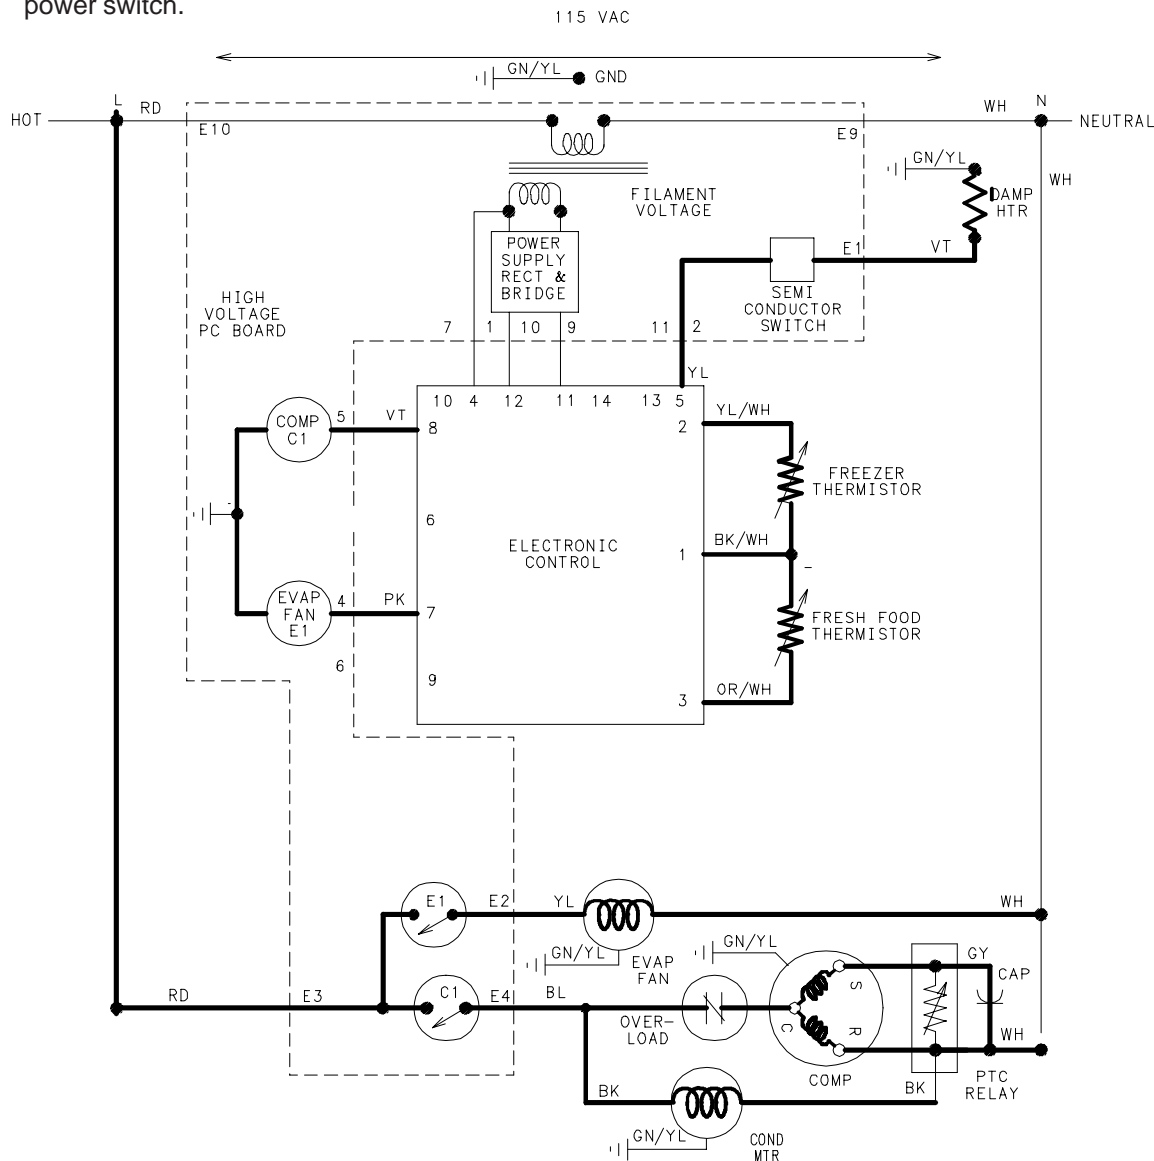 power switch.
115 VAC
GN/YL
GND
L
RD
WH
N
HOT
E10
E9
NEUTRAL
GN/YL
WH
DAMP
HTR
FILAMENT
VOLTAGE
POWER
SUPPLY
RECT &
BRIDGE
E1
VT
SEMI
CONDUCTOR
SWITCH
HIGH
VOLTAGE
PC BOARD
7 1 10 9 11 2
YL
10 4 12 11 14 13 5
YL/WH
COMP
C1
5
VT
8
2
FREEZER
THERMISTOR
6
ELECTRONIC
CONTROL
BK/WH
1
EVAP
FAN
E1
4
PK
7
FRESH FOOD
THERMISTOR
6
9
OR/WH
3
E1
E2
YL
WH
GN/YL
EVAP
FAN
GN/YL
GY
CAP
RD
E3
C1
E4
BL
OVER-
LOAD
S
C
R
WH
COMP
PTC
RELAY
BK
BK
GN/YL
COND
MTR